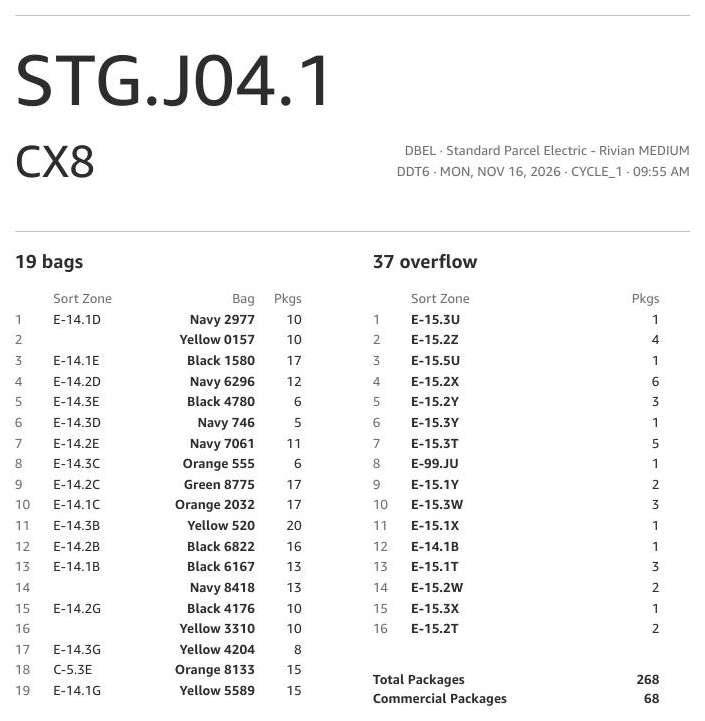 STG.J04.1
CX8
DBEL · Standard Parcel Electric - Rivian MEDIUM
DDT6 · MON, NOV 16, 2026 · CYCLE_1 · 09:55 AM
19 bags
Sort Zone Bag Pkgs
1 E-14.1D Navy 2977 10
2 Yellow 0157 10
3 E-14.1E Black 1580 17
4 E-14.2D Navy 6296 12
5 E-14.3E Black 4780 6
6 E-14.3D Navy 746 5
7 E-14.2E Navy 7061 11
8 E-14.3C Orange 555 6
9 E-14.2C Green 8775 17
10 E-14.1C Orange 2032 17
11 E-14.3B Yellow 520 20
12 E-14.2B Black 6822 16
13 E-14.1B Black 6167 13
14 Navy 8418 13
15 E-14.2G Black 4176 10
16 Yellow 3310 10
17 E-14.3G Yellow 4204 8
18 C-5.3E Orange 8133 15
19 E-14.1G Yellow 5589 15
37 overflow
Sort Zone Pkgs
1 E-15.3U 1
2 E-15.2Z 4
3 E-15.5U 1
4 E-15.2X 6
5 E-15.2Y 3
6 E-15.3Y 1
7 E-15.3T 5
8 E-99.JU 1
9 E-15.1Y 2
10 E-15.3W 3
11 E-15.1X 1
12 E-14.1B 1
13 E-15.1T 3
14 E-15.2W 2
15 E-15.3X 1
16 E-15.2T 2
Total Packages 268
Commercial Packages 68